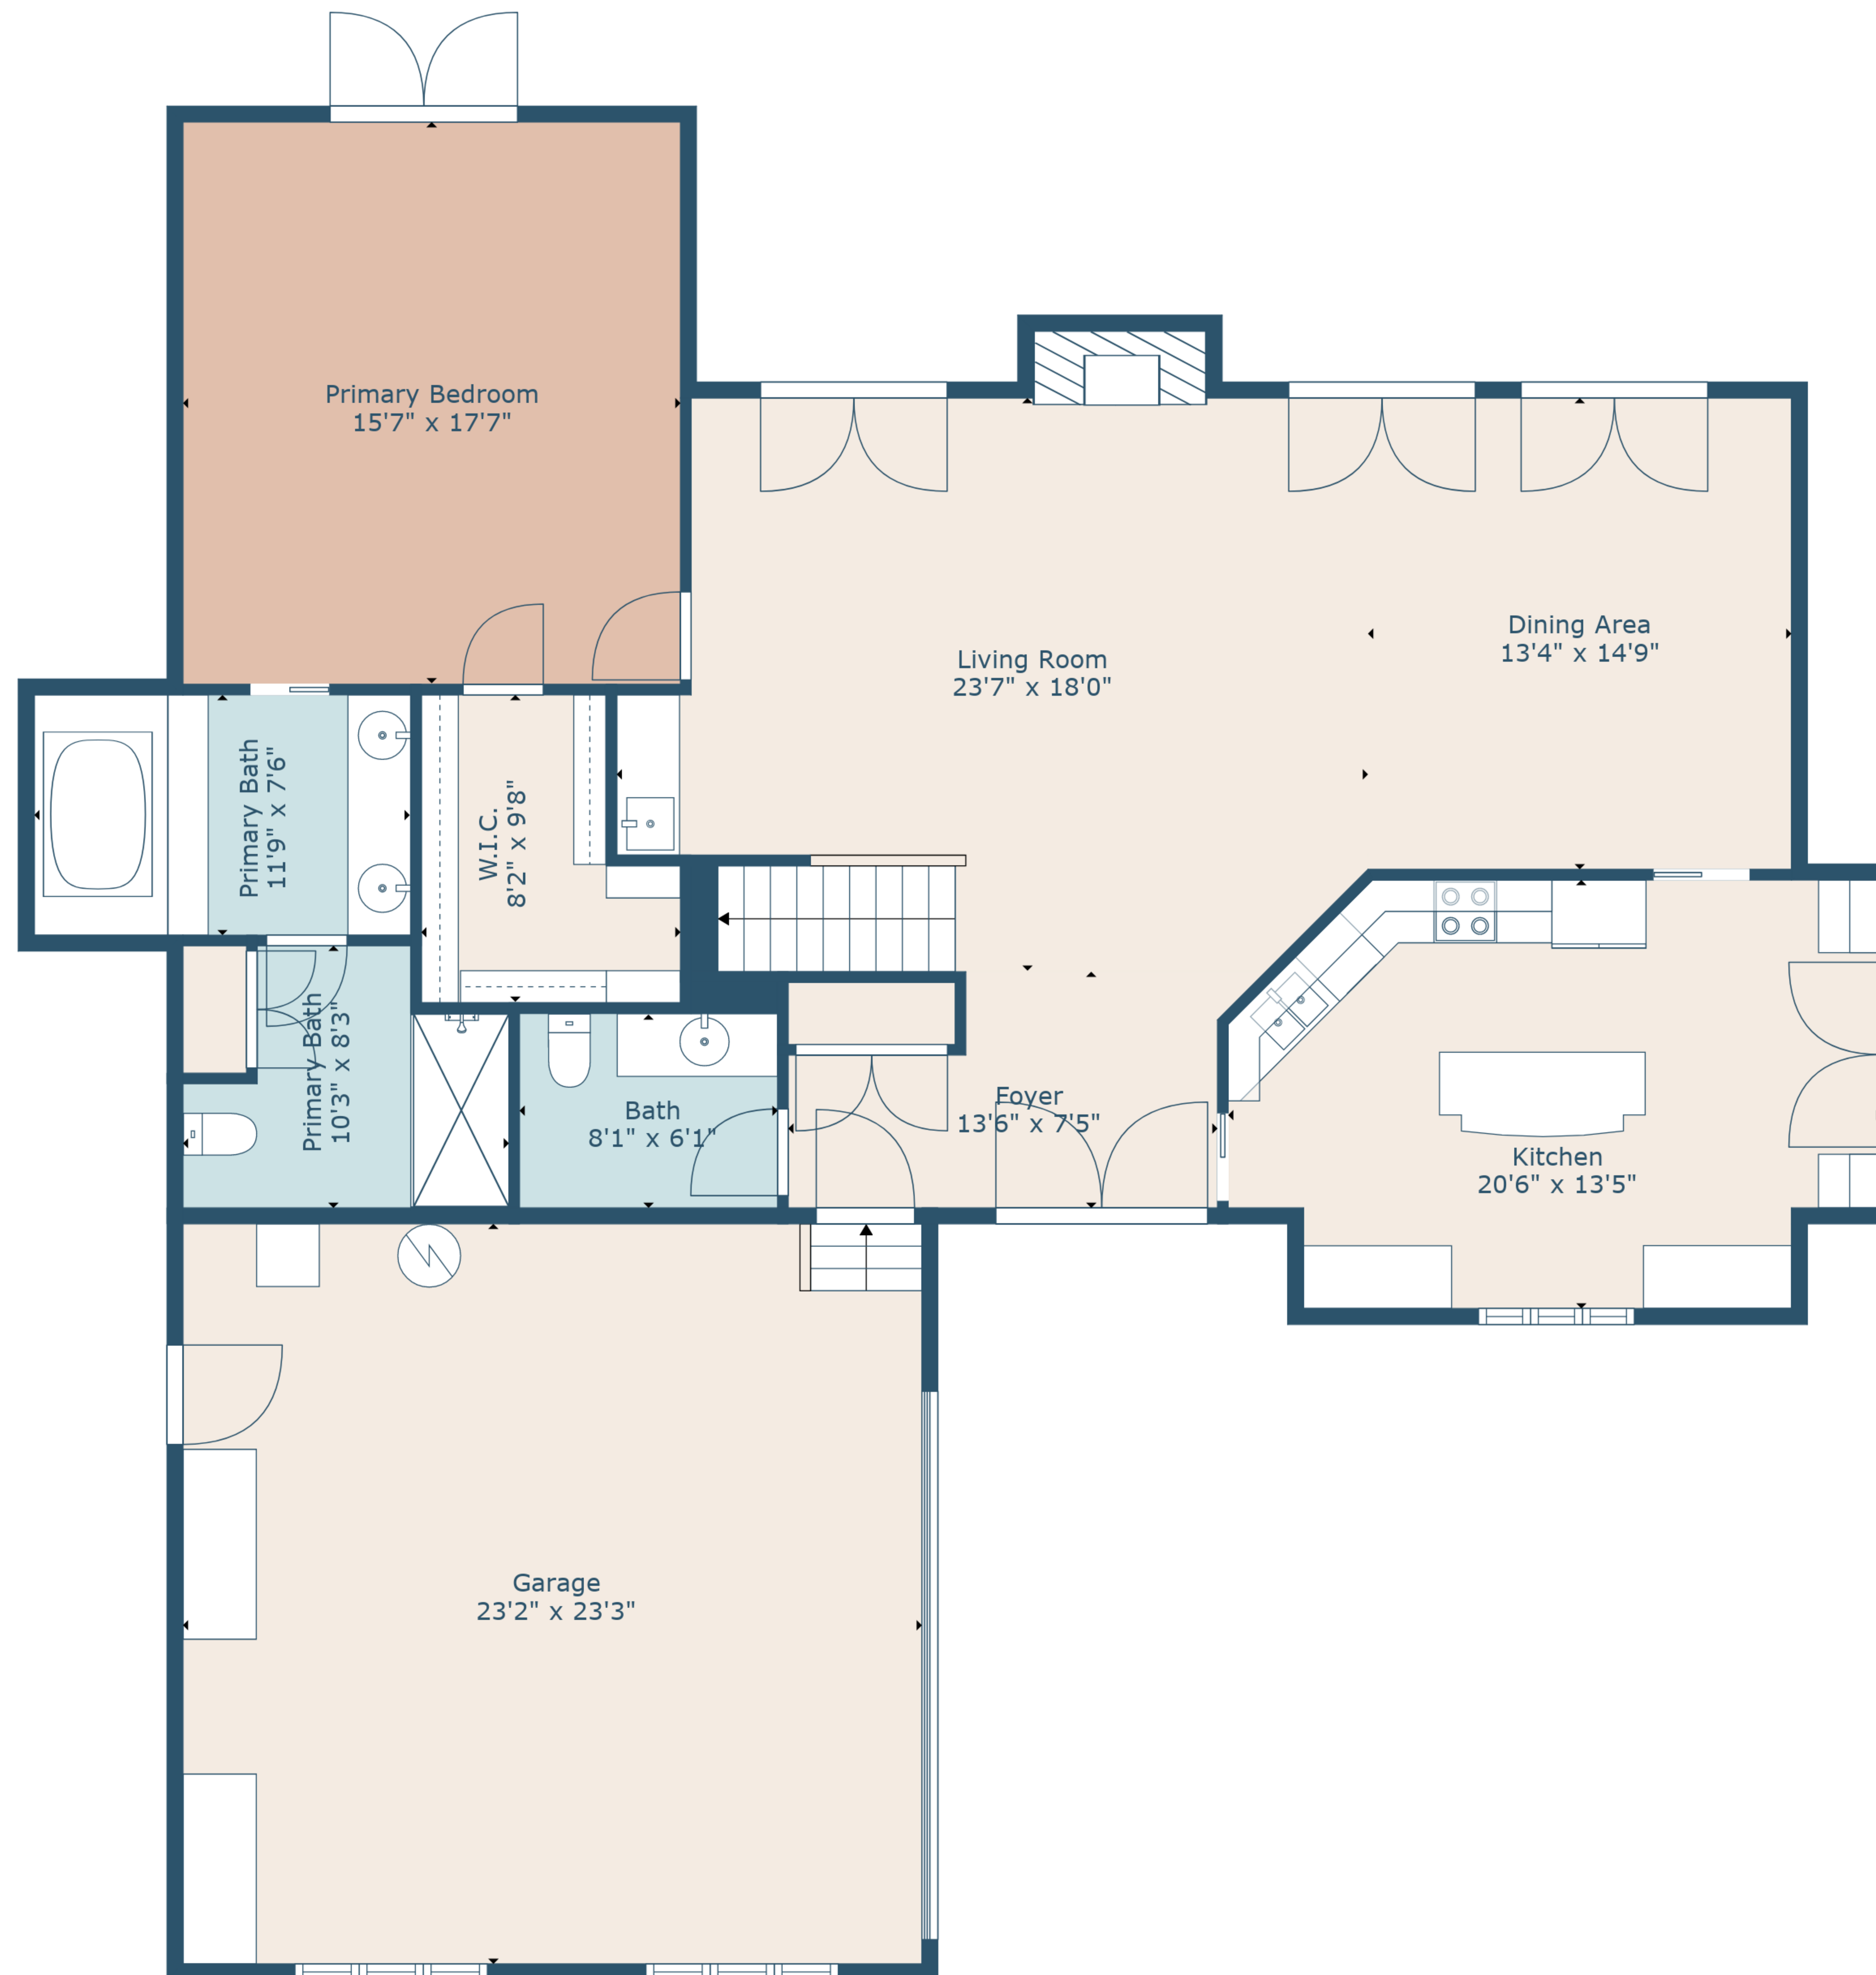 Primary Bedroom
15'7" x 17'7"
Dining Area
13'4" x 14'9"
Living Room
23'7" x 18'0"
Primary Bath
11'9" x 7'6"
W.I.C.
8'2" x 9'8"
Primary Bath
10'3" x 8'3"
Bath
8'1" x 6'1"
Foyer
13'6" x 7'5"
Kitchen
20'6" x 13'5"
Garage
23'2" x 23'3"